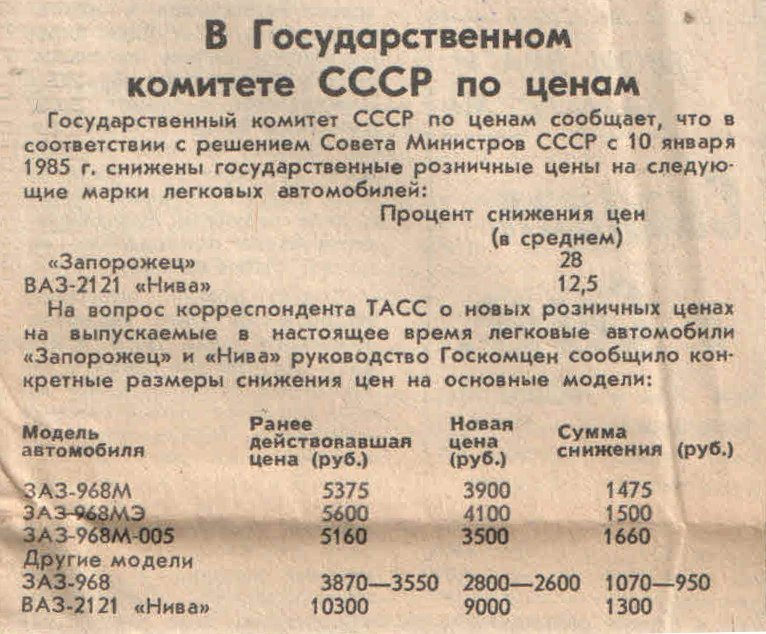 В Государственном
комитете СССР по ценам
Государственный комитет СССР по ценам сообщает, что в
соответствии с решением Совета Министров СССР с 10 января
1985 г. снижены государственные розничные цены на следую-
щие марки легковых автомобилей:
Процент снижения цен
(в среднем)
«Запорожец» 28
ВАЗ-2121 «Нива» 12,5
На вопрос корреспондента ТАСС о новых розничных ценах
на выпускаемые в настоящее время легковые автомобили
«Запорожец» и «Нива» руководство Госкомцен сообщило кон-
кретные размеры снижения цен на основные модели:
Модель автомобиля Ранее действовавшая цена (руб.) Новая цена (руб.) Сумма снижения (руб.)
ЗАЗ-968М 5375 3900 1475
ЗАЗ-968МЭ 5600 4100 1500
ЗАЗ-968М-005 5160 3500 1660
Другие модели
ЗАЗ-968 3870—3550 2800—2600 1070—950
ВАЗ-2121 «Нива» 10300 9000 1300